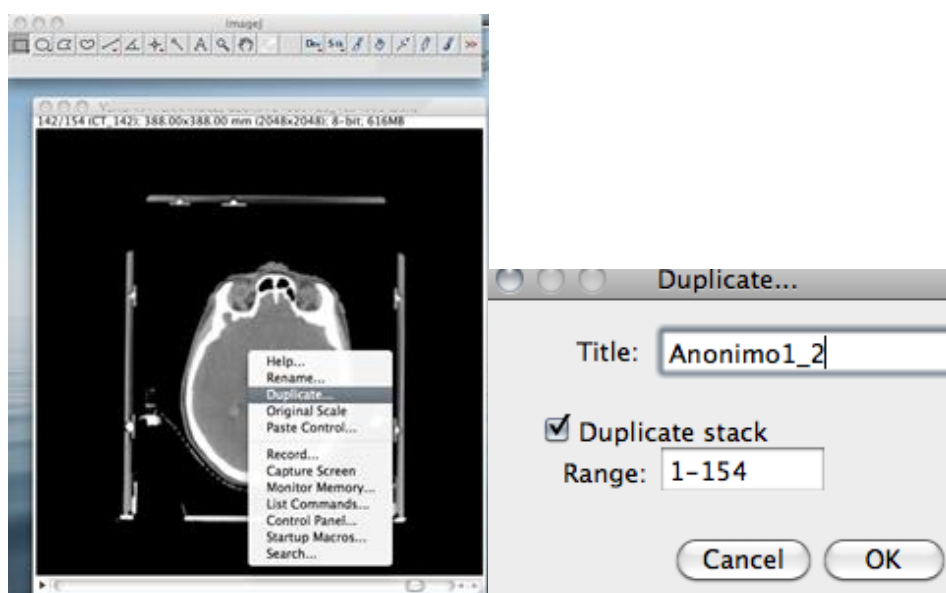 ImageJ
142/154 (CT_142); 388.00x388.00 mm (2048x2048); 8-bit; 616MB
Help...
Rename...
Duplicate...
Original Scale
Paste Control...
Record...
Capture Screen
Monitor Memory...
List Commands...
Control Panel...
Startup Macros...
Search...
Duplicate...
Title: Anonimo1_2
Duplicate stack
Range: 1-154
Cancel OK